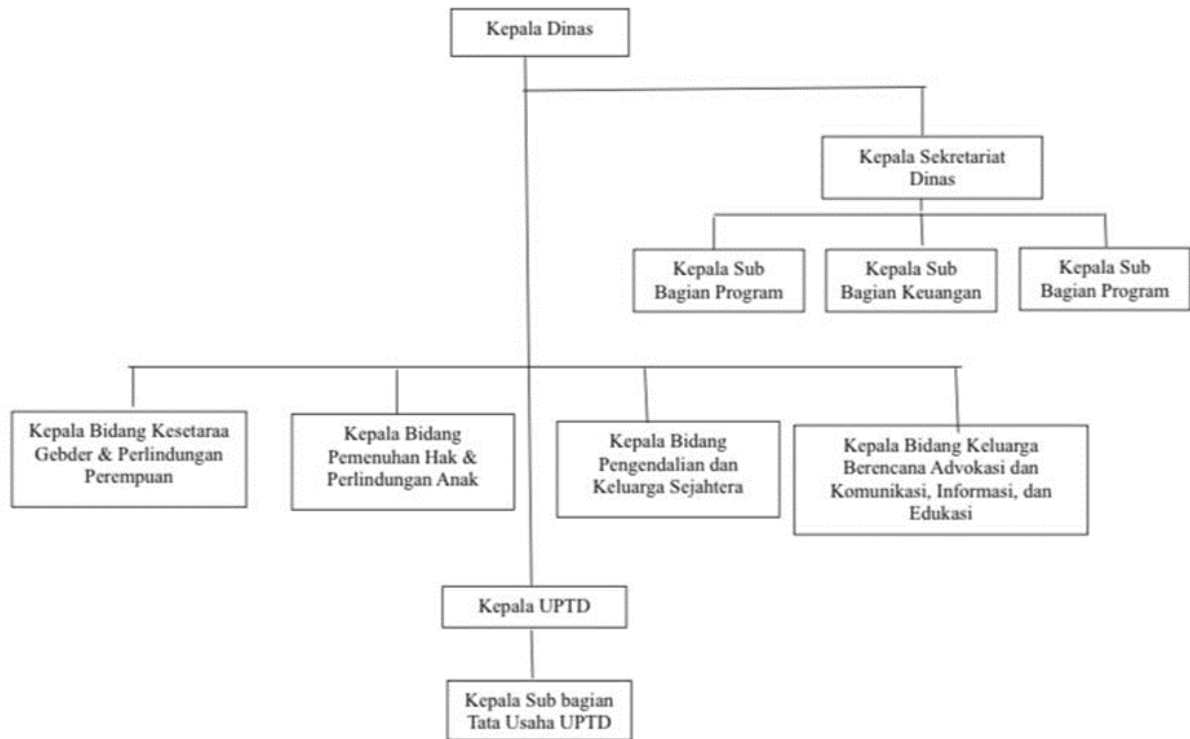 Kepala Dinas
Kepala Sekretariat
Dinas
Kepala Sub
Bagian Program
Kepala Sub
Bagian Keuangan
Kepala Sub
Bagian Program
Kepala Bidang Kesetaraa
Gebder & Perlindungan
Perempuan
Kepala Bidang
Pemenuhan Hak &
Perlindungan Anak
Kepala Bidang
Pengendalian dan
Keluarga Sejahtera
Kepala Bidang Keluarga
Berencana Advokasi dan
Komunikasi, Informasi, dan
Edukasi
Kepala UPTD
Kepala Sub bagian
Tata Usaha UPTD